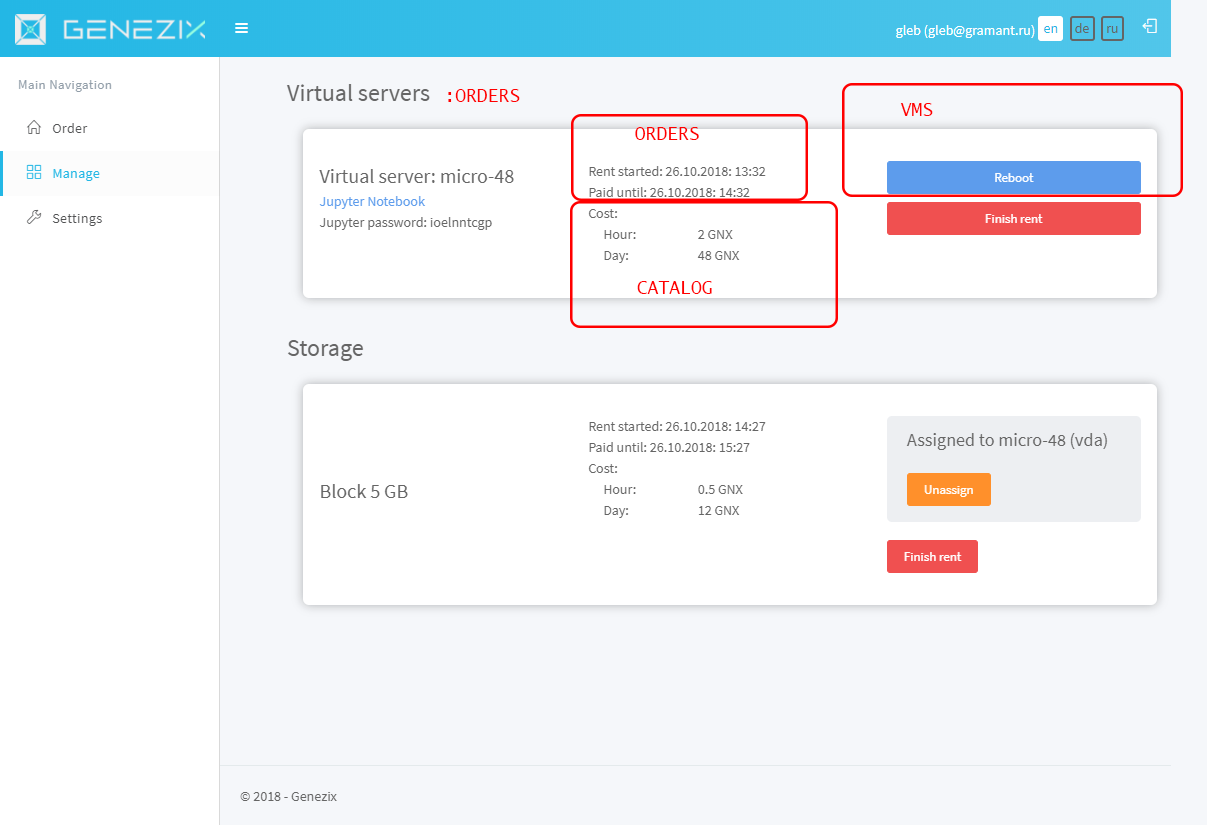 GENEZIX
gleb (gleb@gramant.ru) en de ru
Main Navigation
Order
Manage
Settings
Virtual servers :ORDERS
Virtual server: micro-48
Jupyter Notebook
Jupyter password: ioelnntcgp
ORDERS
Rent started: 26.10.2018: 13:32
Paid until: 26.10.2018: 14:32
Cost:
Hour: 2 GNX
Day: 48 GNX
CATALOG
VMS
Reboot
Finish rent
Storage
Block 5 GB
Rent started: 26.10.2018: 14:27
Paid until: 26.10.2018: 15:27
Cost:
Hour: 0.5 GNX
Day: 12 GNX
Assigned to micro-48 (vda)
Unassign
Finish rent
© 2018 - Genezix